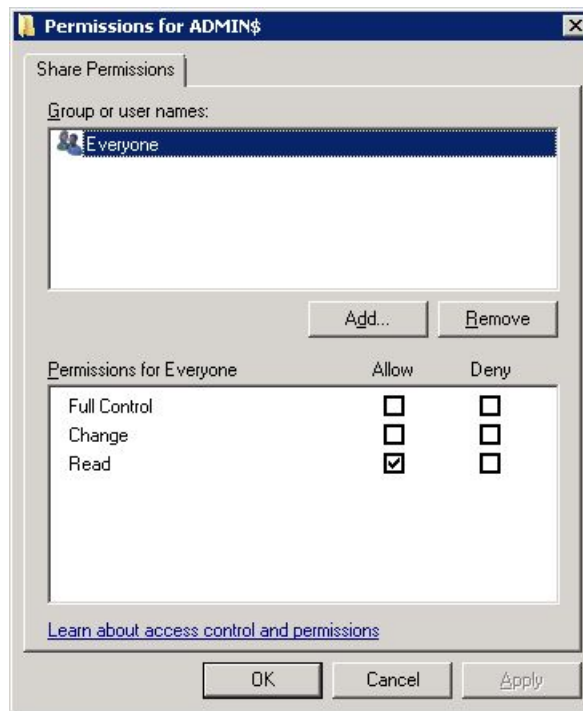 Permissions for ADMIN$
Share Permissions
Group or user names:
Everyone
Add... Remove
Permissions for Everyone Allow Deny
Full Control
Change
Read
Learn about access control and permissions
OK Cancel Apply